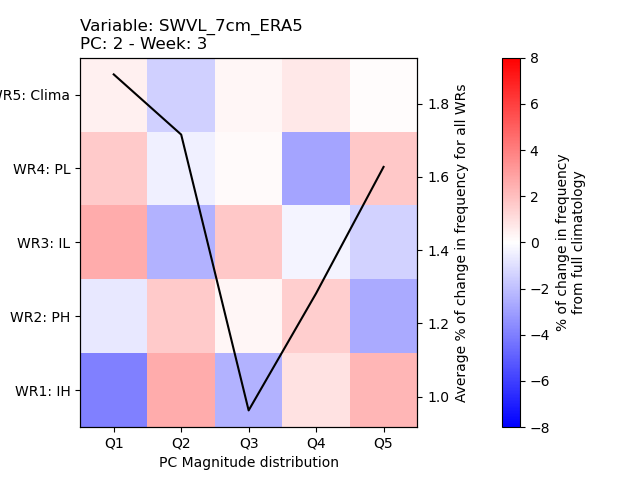 Variable: SWVL_7cm_ERA5
PC: 2 - Week: 3
WR5: Clima
WR4: PL
WR3: IL
WR2: PH
WR1: IH
Q1 Q2 Q3 Q4 Q5
PC Magnitude distribution
1.8
1.6
1.4
1.2
1.0
Average % of change in frequency for all WRs
8
6
4
2
0
−2
−4
−6
−8
% of change in frequency
from full climatology